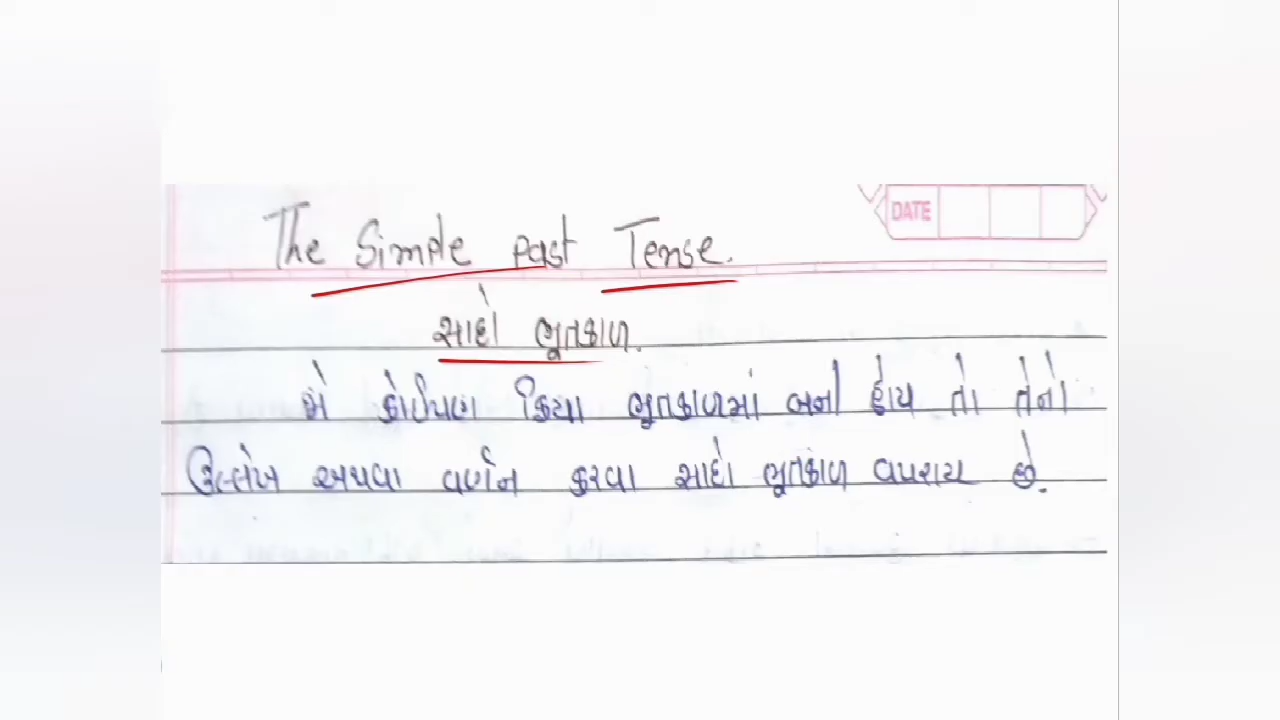 DATE
The Simple past Tense.
સાદો ભૂતકાળ.
જો કોઈપણ ક્રિયા ભૂતકાળમાં બની હોય તો તેનો
ઉલ્લેખ અથવા વર્ણન કરવા સાદો ભૂતકાળ વપરાય છે.